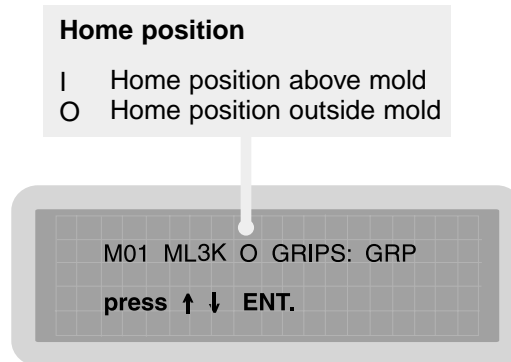 Home position
I Home position above mold
O Home position outside mold
M01 ML3K O GRIPS: GRP
press ↑ ↓ ENT.